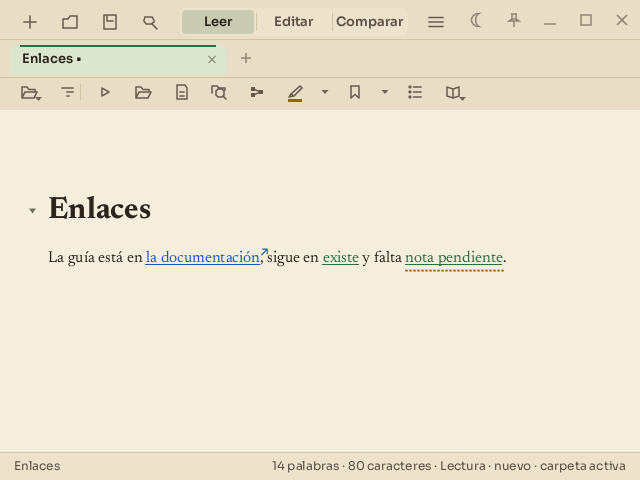 Leer Editar Comparar
Enlaces ▪
Enlaces
La guía está en la documentación, sigue en existe y falta nota pendiente.
Enlaces 14 palabras · 80 caracteres · Lectura · nuevo · carpeta activa